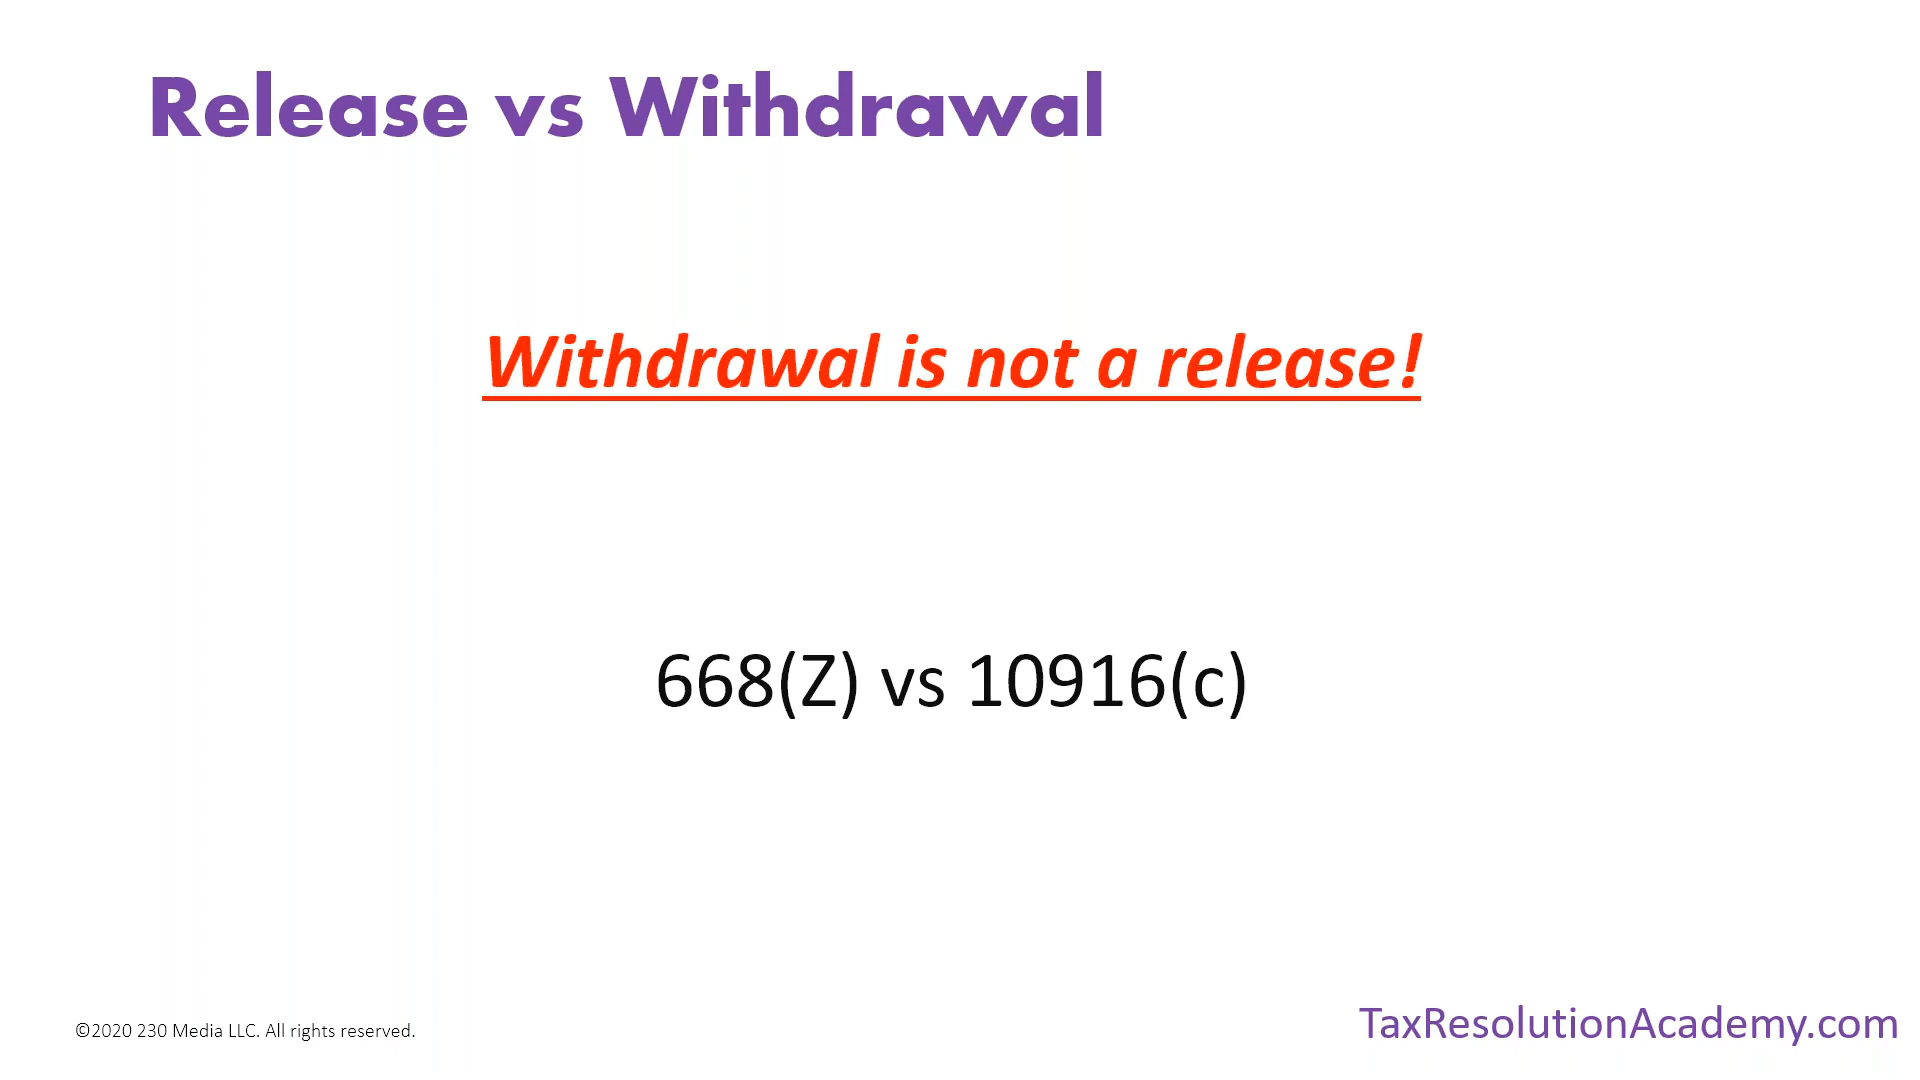 Release vs Withdrawal
Withdrawal is not a release!
668(Z) vs 10916(c)
©2020 230 Media LLC. All rights reserved.
TaxResolutionAcademy.com